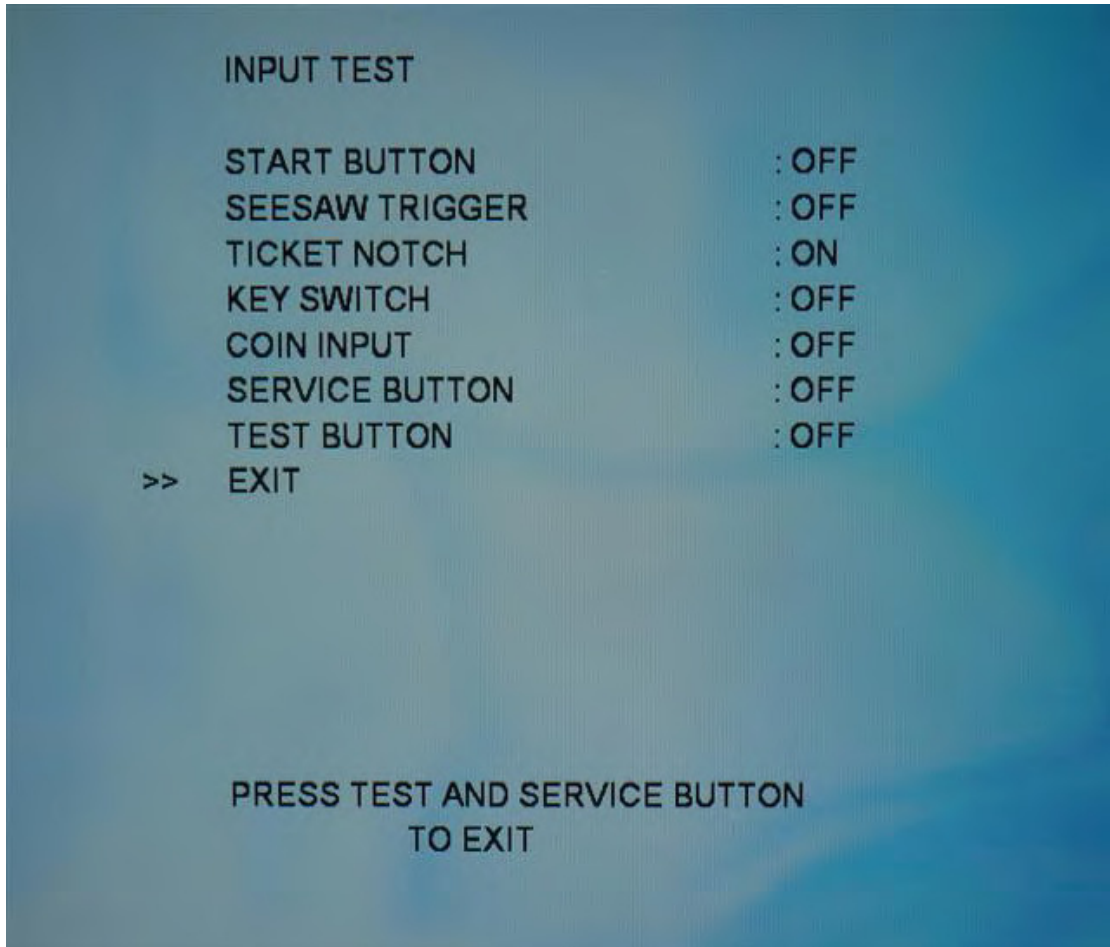 INPUT TEST
START BUTTON : OFF
SEESAW TRIGGER : OFF
TICKET NOTCH : ON
KEY SWITCH : OFF
COIN INPUT : OFF
SERVICE BUTTON : OFF
TEST BUTTON : OFF
>> EXIT
PRESS TEST AND SERVICE BUTTON
TO EXIT